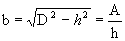 b = √(D² − h²) = A/h